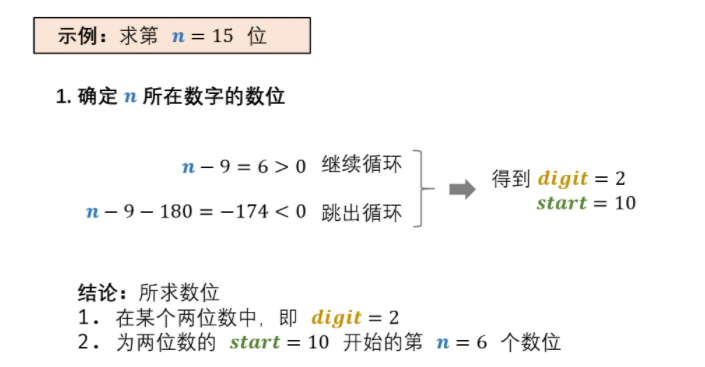 示例：求第 n = 15 位
1. 确定 n 所在数字的数位
n − 9 = 6 > 0 继续循环
n − 9 − 180 = −174 < 0 跳出循环
得到 digit = 2
start = 10
结论：所求数位
1. 在某个两位数中，即 digit = 2
2. 为两位数的 start = 10 开始的第 n = 6 个数位